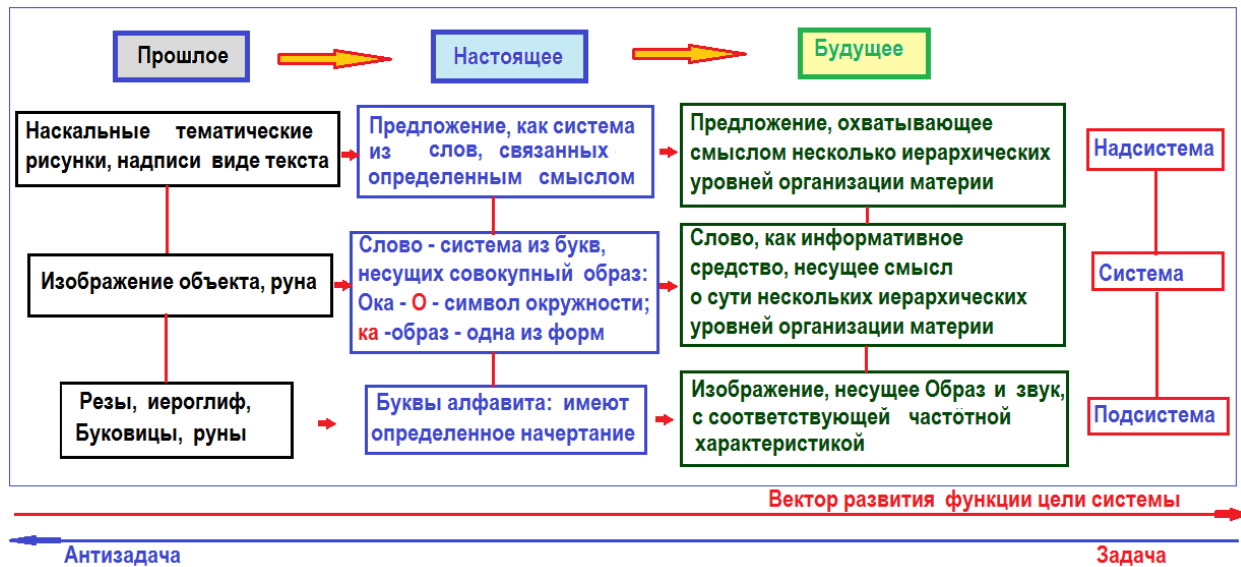 Прошлое
Настоящее
Будущее
Наскальные тематические
рисунки, надписи виде текста
Предложение, как система
из слов, связанных
определенным смыслом
Предложение, охватывающее
смыслом несколько иерархических
уровней организации материи
Надсистема
Изображение объекта, руна
Слово - система из букв,
несущих совокупный образ:
Ока - О - символ окружности;
ка -образ - одна из форм
Слово, как информативное
средство, несущее смысл
о сути нескольких иерархических
уровней организации материи
Система
Резы, иероглиф,
Буковицы, руны
Буквы алфавита: имеют
определенное начертание
Изображение, несущее Образ и звук,
с соответствующей частötной
характеристикой
Подсистема
Вектор развития функции цели системы
Антизадача
Задача